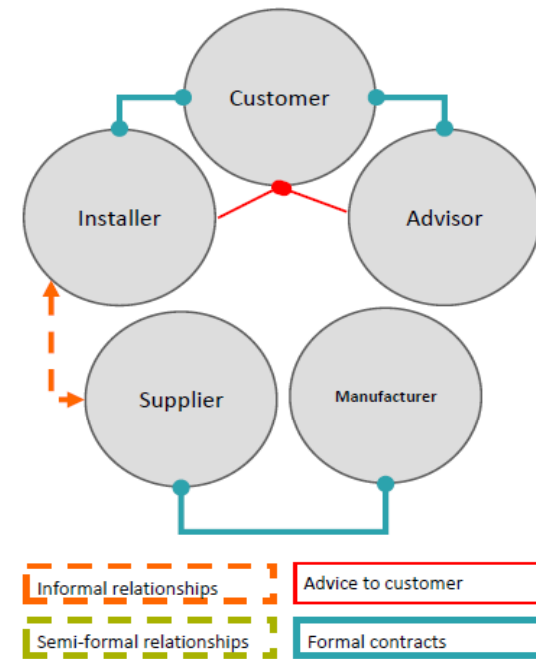 Customer
Installer
Advisor
Supplier
Manufacturer
Informal relationships
Advice to customer
Semi-formal relationships
Formal contracts